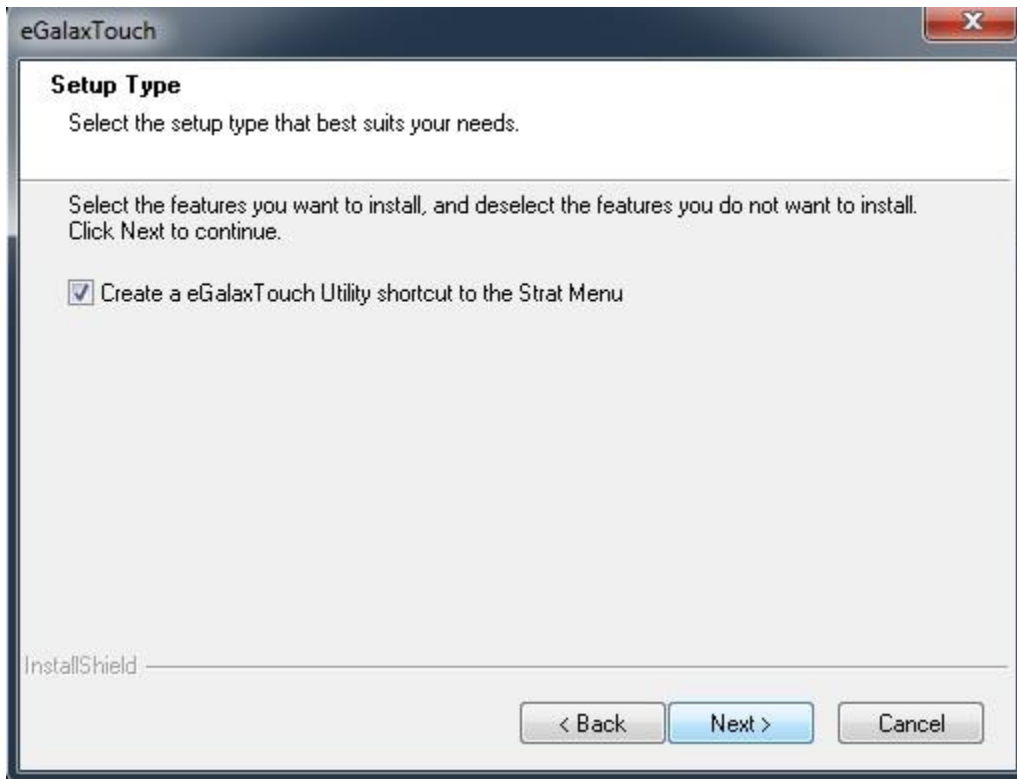 eGalaxTouch
Setup Type
Select the setup type that best suits your needs.
Select the features you want to install, and deselect the features you do not want to install.
Click Next to continue.
Create a eGalaxTouch Utility shortcut to the Strat Menu
InstallShield
< Back Next > Cancel